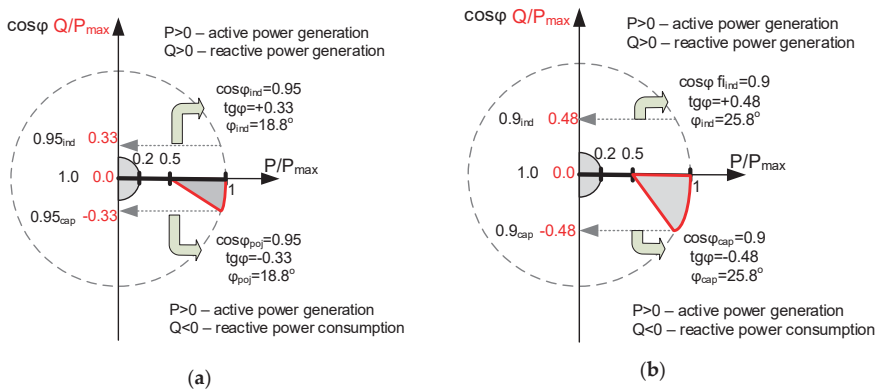 cosφ Q/Pmax
P>0 – active power generation
Q>0 – reactive power generation
cosφind=0.95
tgφ=+0.33
φind=18.8°
0.95ind 0.33
0.2 0.5
P/Pmax
1.0 0.0
1
0.95cap -0.33
cosφpoj=0.95
tgφ=-0.33
φpoj=18.8°
P>0 – active power generation
Q<0 – reactive power consumption
(a)
cosφ Q/Pmax
P>0 – active power generation
Q>0 – reactive power generation
cosφ fiind=0.9
tgφ=+0.48
φind=25.8°
0.9ind 0.48
0.2 0.5
P/Pmax
1.0 0.0
1
0.9cap -0.48
cosφcap=0.9
tgφ=-0.48
φcap=25.8°
P>0 – active power generation
Q<0 – reactive power consumption
(b)